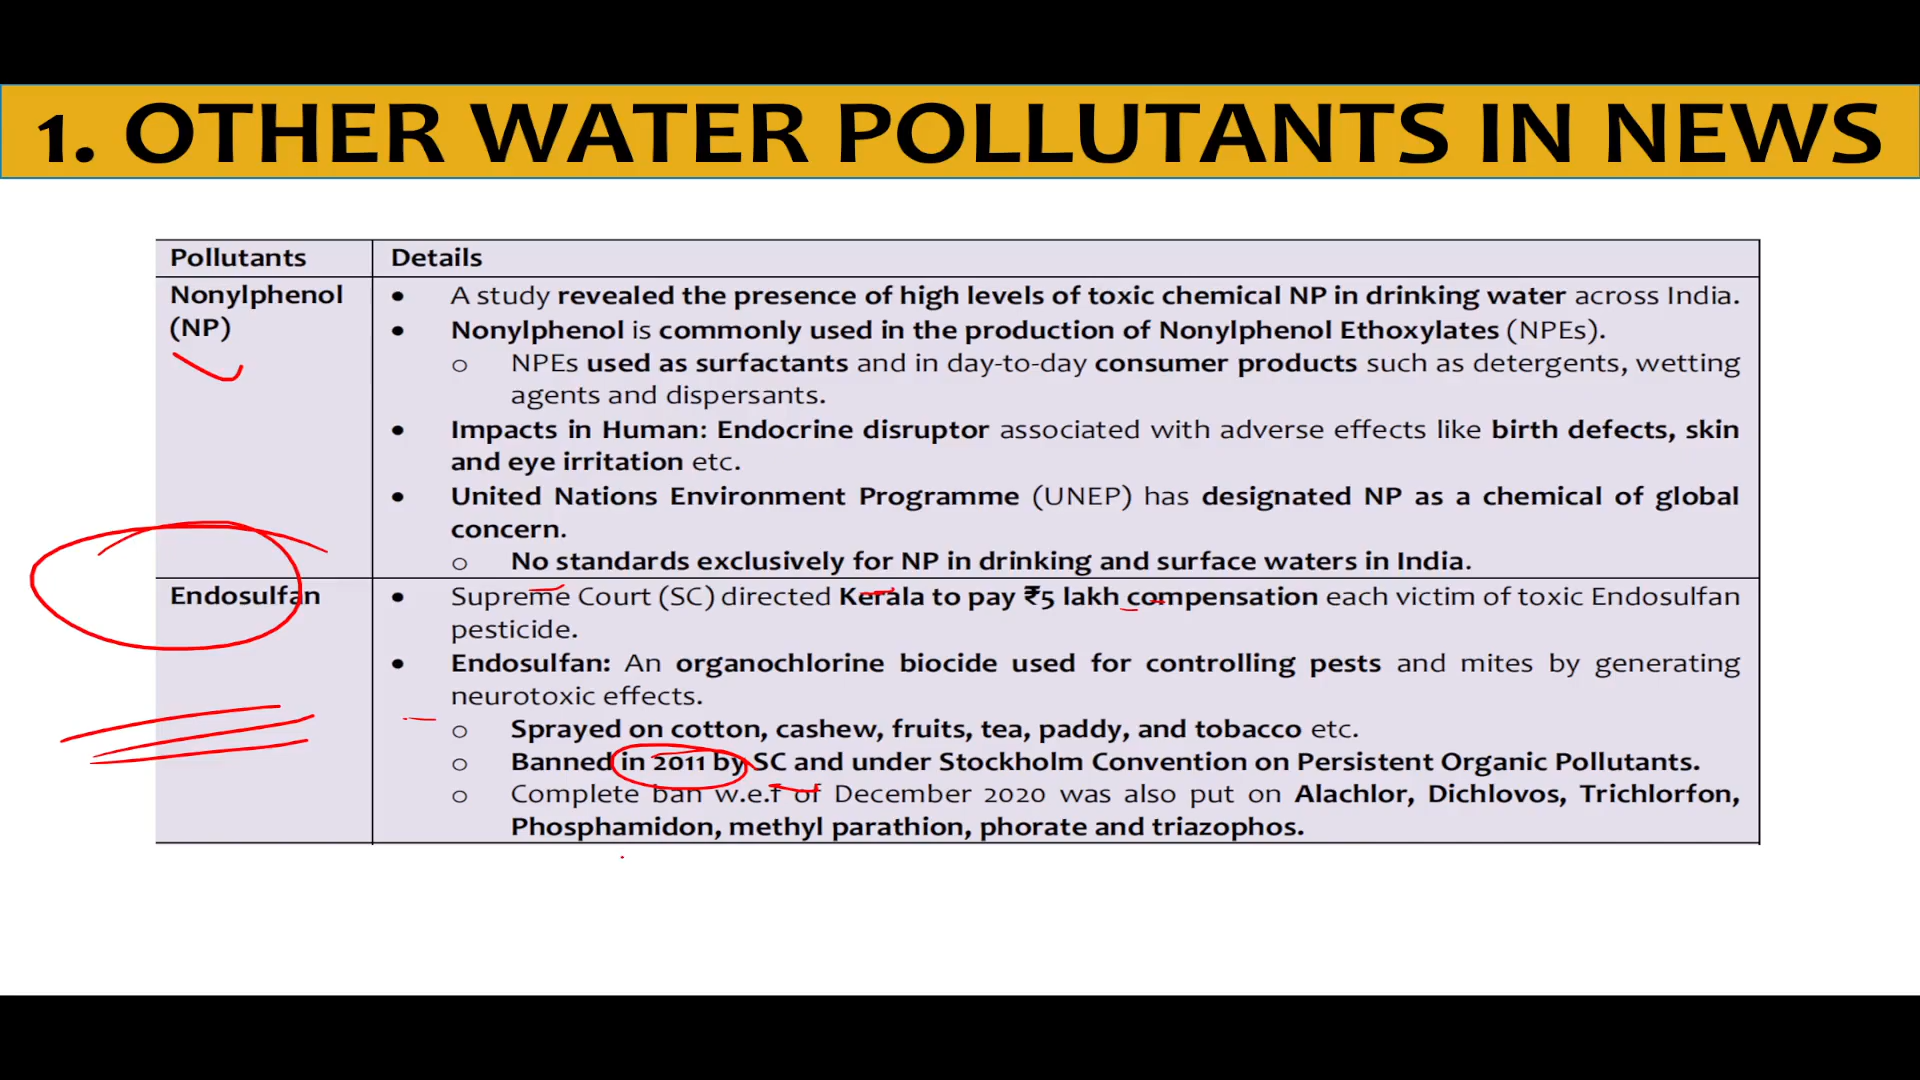 1. OTHER WATER POLLUTANTS IN NEWS
Pollutants
Details
Nonylphenol
(NP)
• A study revealed the presence of high levels of toxic chemical NP in drinking water across India.
• Nonylphenol is commonly used in the production of Nonylphenol Ethoxylates (NPEs).
o NPEs used as surfactants and in day-to-day consumer products such as detergents, wetting
agents and dispersants.
• Impacts in Human: Endocrine disruptor associated with adverse effects like birth defects, skin
and eye irritation etc.
• United Nations Environment Programme (UNEP) has designated NP as a chemical of global
concern.
o No standards exclusively for NP in drinking and surface waters in India.
Endosulfan
• Supreme Court (SC) directed Kerala to pay ₹5 lakh compensation each victim of toxic Endosulfan
pesticide.
• Endosulfan: An organochlorine biocide used for controlling pests and mites by generating
neurotoxic effects.
o Sprayed on cotton, cashew, fruits, tea, paddy, and tobacco etc.
o Banned in 2011 by SC and under Stockholm Convention on Persistent Organic Pollutants.
o Complete ban w.e.f of December 2020 was also put on Alachlor, Dichlovos, Trichlorfon,
Phosphamidon, methyl parathion, phorate and triazophos.